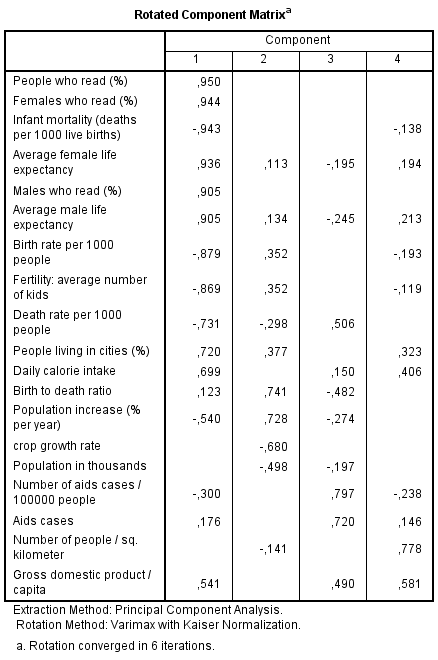 Rotated Component Matrixa
Component
1 2 3 4
People who read (%) ,950
Females who read (%) ,944
Infant mortality (deaths
per 1000 live births) -,943 -,138
Average female life
expectancy ,936 ,113 -,195 ,194
Males who read (%) ,905
Average male life
expectancy ,905 ,134 -,245 ,213
Birth rate per 1000
people -,879 ,352 -,193
Fertility: average number
of kids -,869 ,352 -,119
Death rate per 1000
people -,731 -,298 ,506
People living in cities (%) ,720 ,377 ,323
Daily calorie intake ,699 ,150 ,406
Birth to death ratio ,123 ,741 -,482
Population increase (%
per year) -,540 ,728 -,274
crop growth rate -,680
Population in thousands -,498 -,197
Number of aids cases /
100000 people -,300 ,797 -,238
Aids cases ,176 ,720 ,146
Number of people / sq.
kilometer -,141 ,778
Gross domestic product /
capita ,541 ,490 ,581
Extraction Method: Principal Component Analysis.
Rotation Method: Varimax with Kaiser Normalization.
a. Rotation converged in 6 iterations.